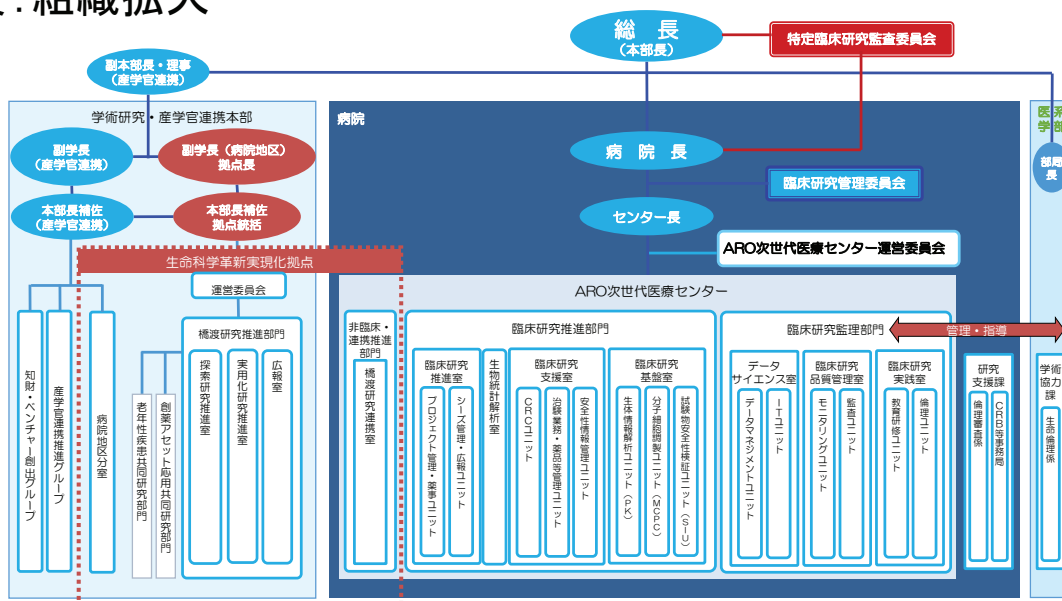 組織拡大
総　長
（本部長）
特定臨床研究監査委員会
副本部長・理事
（産学官連携）
学術研究・産学官連携本部
病院
医系
学部
副学長
（産学官連携）
副学長（病院地区）
拠点長
病　院　長
部局
長
臨床研究管理委員会
本部長補佐
（産学官連携）
本部長補佐
拠点統括
センター長
ARO次世代医療センター運営委員会
生命科学革新実現化拠点
運営委員会
ARO次世代医療センター
橋渡研究推進部門
非臨床・
連携推進
部門
臨床研究推進部門
臨床研究監理部門
管理・指導
知財・ベンチャー創出グループ
産学官連携推進グループ
病院地区分室
老年性疾患共同研究部門
創薬アセット応用共同研究部門
探索研究推進室
実用化研究推進室
広報室
橋渡研究連携室
臨床研究
推進室
プロジェクト管理・薬事ユニット
シーズ管理・広報ユニット
生物統計解析室
臨床研究
支援室
CRCユニット
治験業務・薬品等管理ユニット
安全性情報管理ユニット
臨床研究
基盤室
生体情報解析ユニット（PK）
分子細胞調製ユニット（MCPC）
試験物安全性検証ユニット（SIU）
データ
サイエンス室
データマネジメントユニット
ITユニット
臨床研究
品質管理室
モニタリングユニット
監査ユニット
臨床研究
実践室
教育研修ユニット
倫理ユニット
研究
支援課
倫理審査係
CRB等事務局
学術
協力
課
生命倫理係